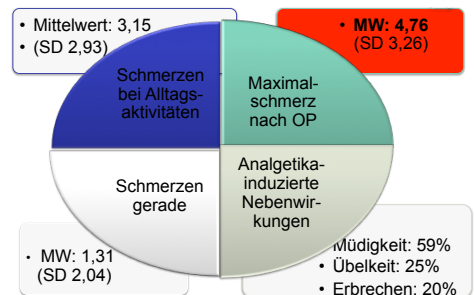 • Mittelwert: 3,15
• (SD 2,93)
• MW: 4,76
(SD 3,26)
Schmerzen
bei Alltags-
aktivitäten
Maximal-
schmerz
nach OP
Schmerzen
gerade
Analgetika-
induzierte
Nebenwir-
kungen
• MW: 1,31
(SD 2,04)
Müdigkeit: 59%
• Übelkeit: 25%
• Erbrechen: 20%